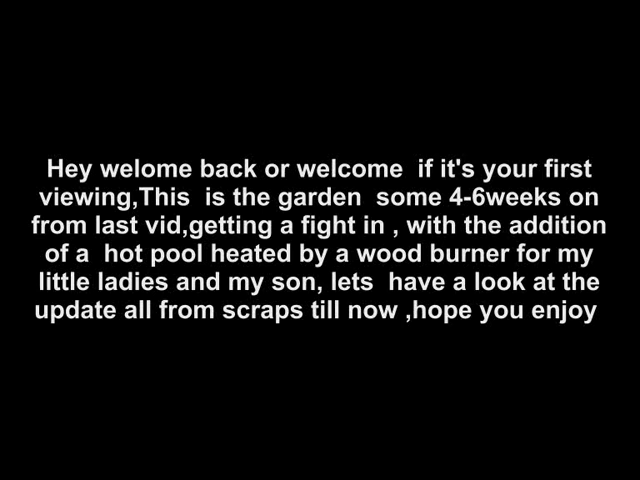 Hey welome back or welcome  if it's your first
viewing,This  is the garden  some 4-6weeks on
from last vid,getting a fight in , with the addition
of a  hot pool heated by a wood burner for my
little ladies and my son, lets  have a look at the
update all from scraps till now ,hope you enjoy